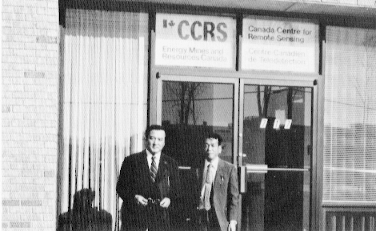 CCRS
Energy, Mines and
Resources Canada
Canada Centre for
Remote Sensing